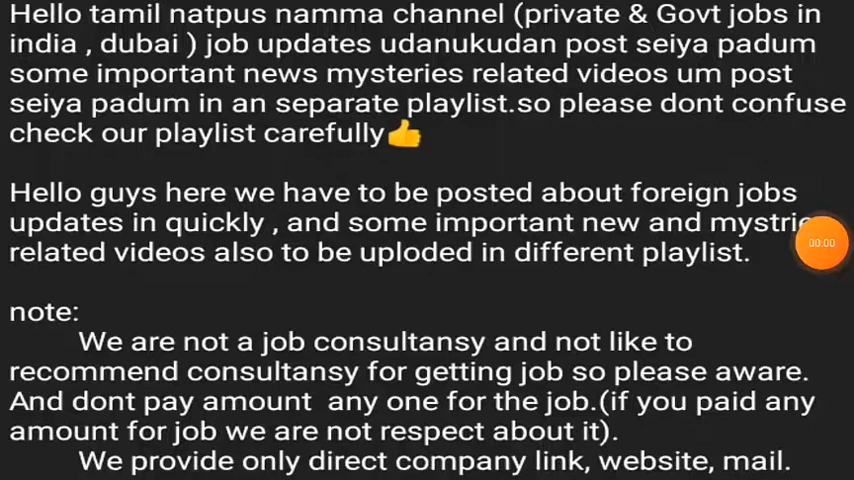 Hello tamil natpus namma channel (private & Govt jobs in
india , dubai ) job updates udanukudan post seiya padum
some important news mysteries related videos um post
seiya padum in an separate playlist.so please dont confuse
check our playlist carefully👍
Hello guys here we have to be posted about foreign jobs
updates in quickly , and some important new and mystrie
related videos also to be uploded in different playlist.
00:00
note:
We are not a job consultansy and not like to
recommend consultansy for getting job so please aware.
And dont pay amount  any one for the job.(if you paid any
amount for job we are not respect about it).
We provide only direct company link, website, mail.